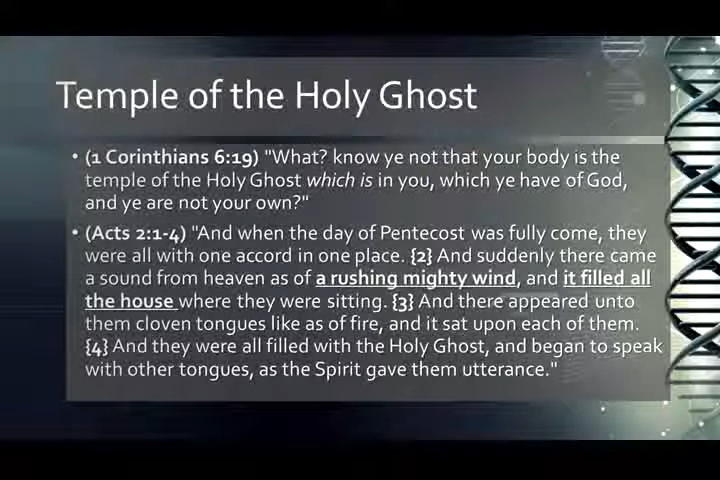 Temple of the Holy Ghost
• (1 Corinthians 6:19) "What? know ye not that your body is the
temple of the Holy Ghost which is in you, which ye have of God,
and ye are not your own?"
• (Acts 2:1-4) "And when the day of Pentecost was fully come, they
were all with one accord in one place. {2} And suddenly there came
a sound from heaven as of a rushing mighty wind, and it filled all
the house where they were sitting. {3} And there appeared unto
them cloven tongues like as of fire, and it sat upon each of them.
{4} And they were all filled with the Holy Ghost, and began to speak
with other tongues, as the Spirit gave them utterance."